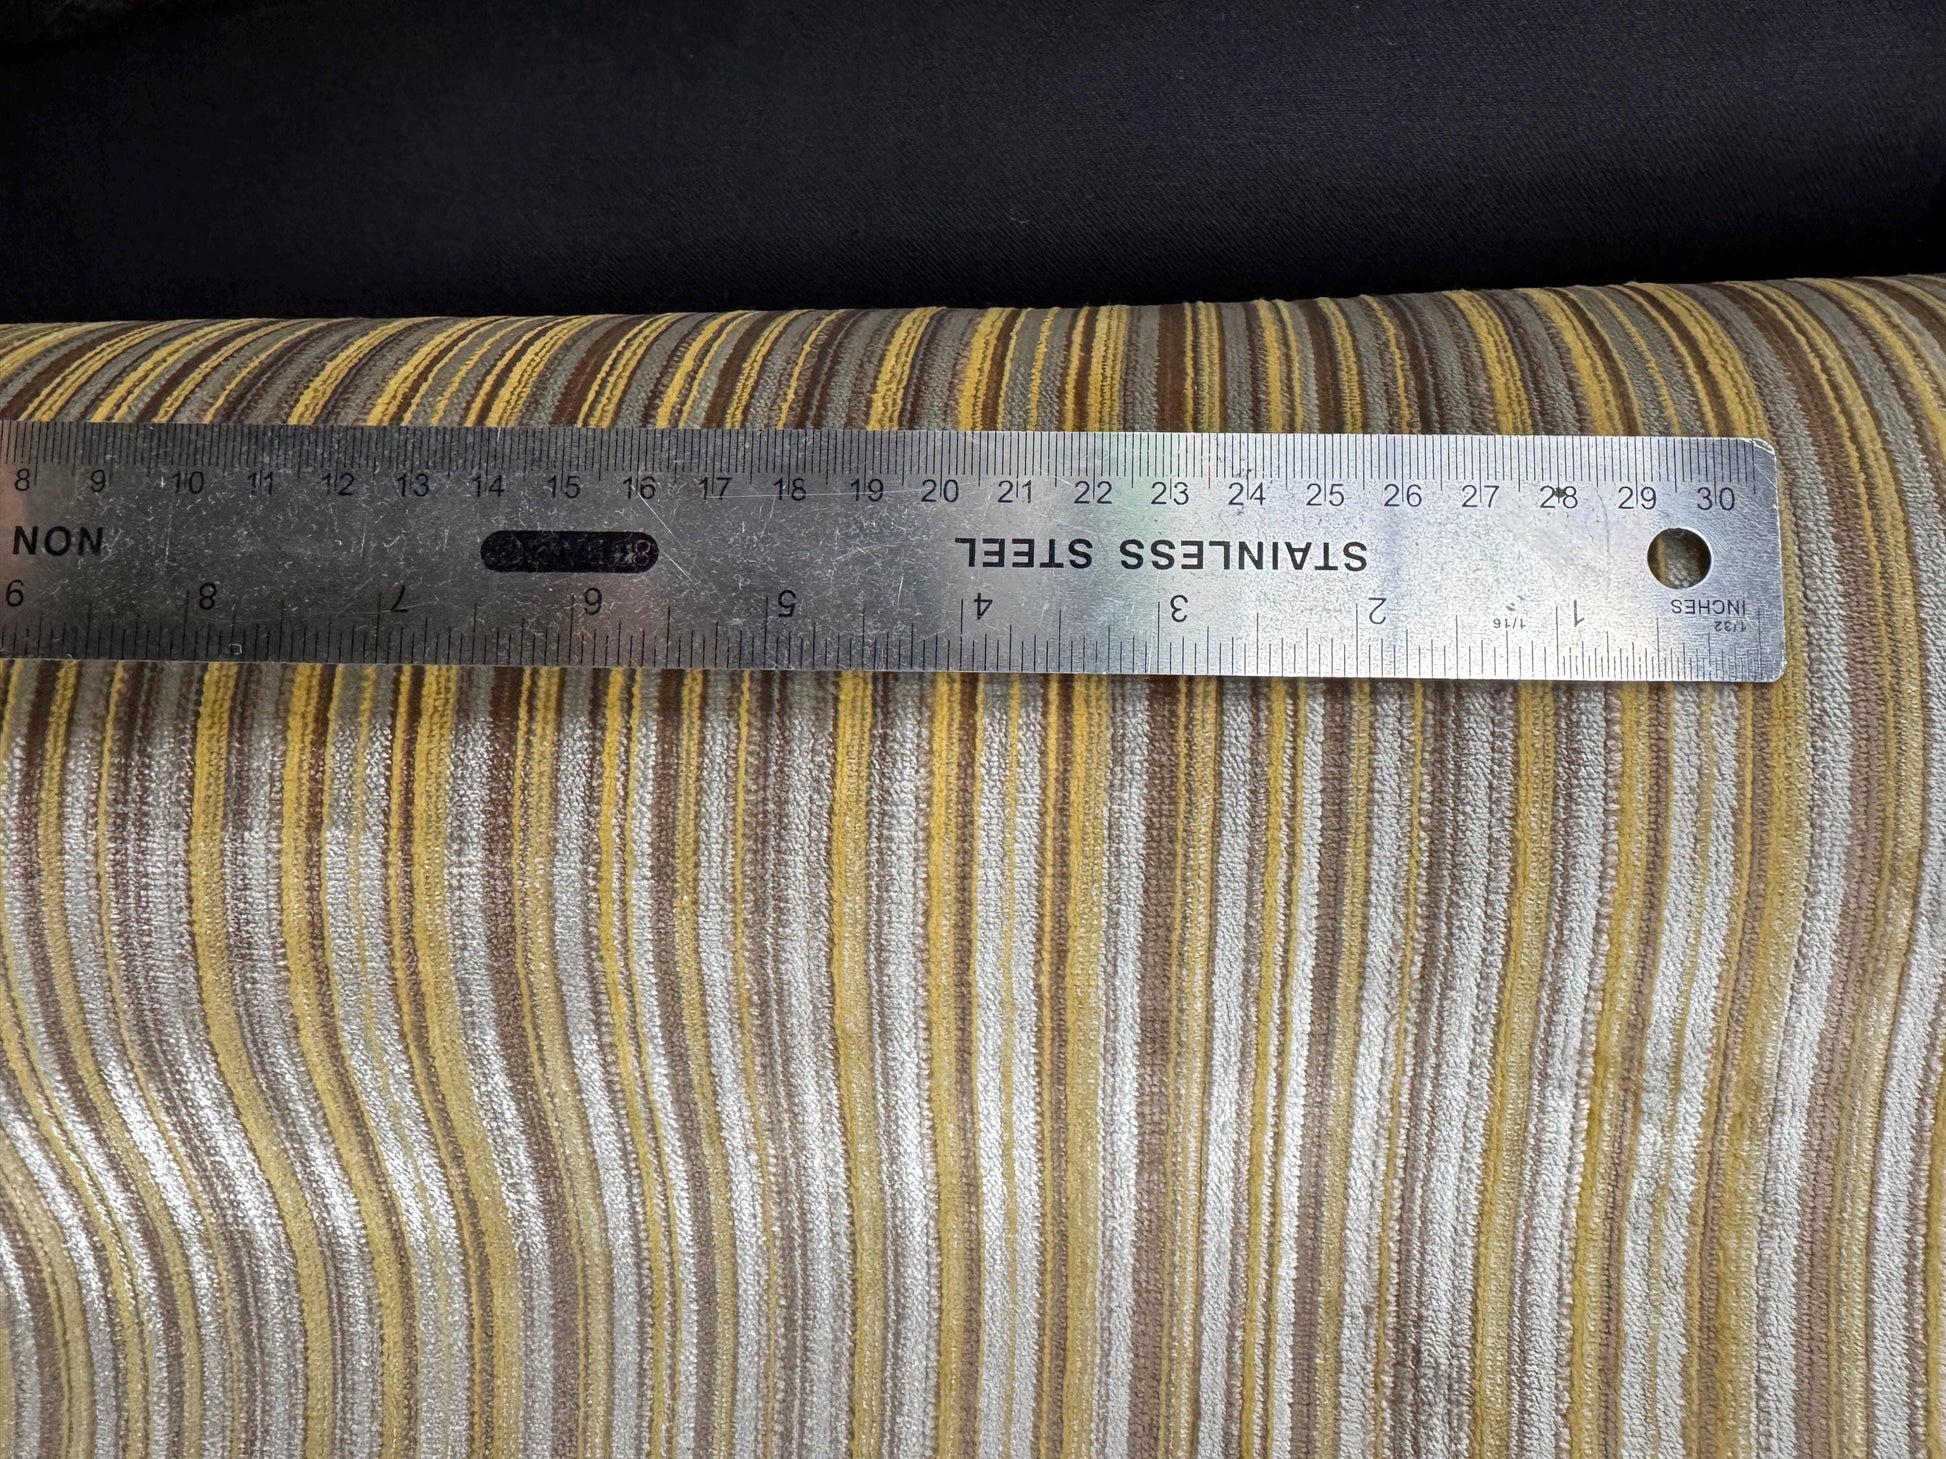 8 9 10 11 12 13 14 15 16 17 18 19 20 21 22 23 24 25 26 27 28 29 30
NON
STAINLESS STEEL
9 8 7 6 5 4 3 2 1 INCHES
1/16 1/32